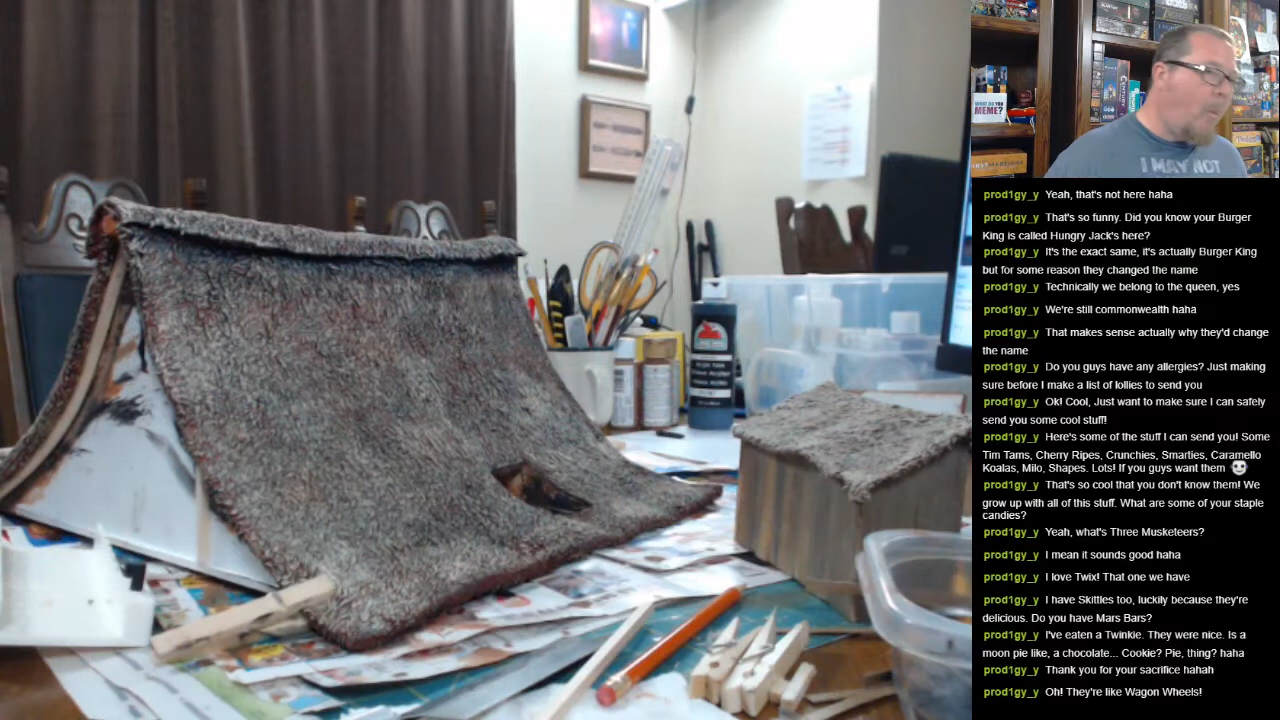 WHAT DO YOU
MEME?
CENTURY
FIRST MARTIANS
I MAY NOT
prod1gy_y Yeah, that's not here haha
prod1gy_y That's so funny. Did you know your Burger
King is called Hungry Jack's here?
prod1gy_y It's the exact same, it's actually Burger King
but for some reason they changed the name
prod1gy_y Technically we belong to the queen, yes
prod1gy_y We're still commonwealth haha
prod1gy_y That makes sense actually why they'd change
the name
prod1gy_y Do you guys have any allergies? Just making
sure before I make a list of lollies to send you
prod1gy_y Ok! Cool, Just want to make sure I can safely
send you some cool stuff!
prod1gy_y Here's some of the stuff I can send you! Some
Tim Tams, Cherry Ripes, Crunchies, Smarties, Caramello
Koalas, Milo, Shapes. Lots! If you guys want them
prod1gy_y That's so cool that you don't know them! We
grow up with all of this stuff. What are some of your staple
candies?
prod1gy_y Yeah, what's Three Musketeers?
prod1gy_y I mean it sounds good haha
prod1gy_y I love Twix! That one we have
prod1gy_y I have Skittles too, luckily because they're
delicious. Do you have Mars Bars?
prod1gy_y I've eaten a Twinkie. They were nice. Is a
moon pie like, a chocolate... Cookie? Pie, thing? haha
prod1gy_y Thank you for your sacrifice hahah
prod1gy_y Oh! They're like Wagon Wheels!